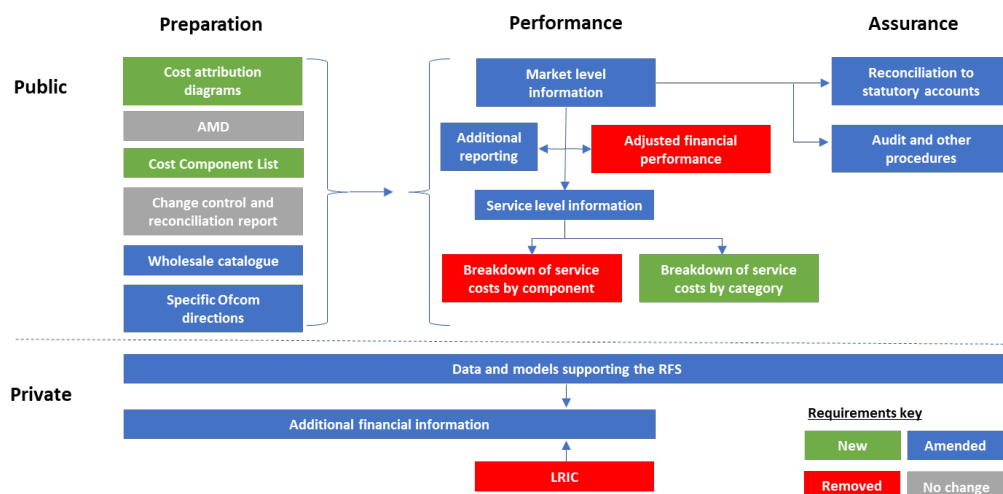 Preparation
Performance
Assurance
Public
Cost attribution
diagrams
AMD
Cost Component List
Change control and
reconciliation report
Wholesale catalogue
Specific Ofcom
directions
Market level
information
Additional
reporting
Adjusted financial
performance
Service level information
Breakdown of service
costs by component
Breakdown of service
costs by category
Reconciliation to
statutory accounts
Audit and other
procedures
Private
Data and models supporting the RFS
Additional financial information
LRIC
Requirements key
New
Amended
Removed
No change